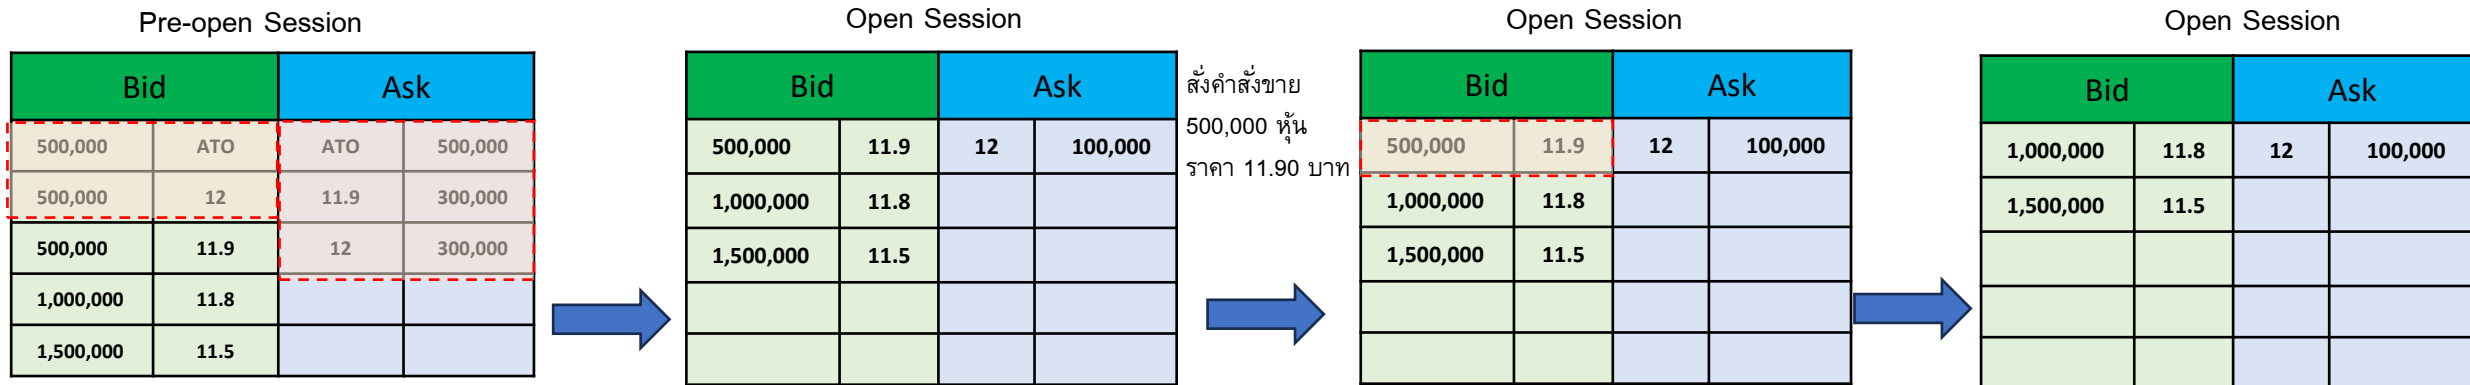 Pre-open Session
Bid Ask
500,000 ATO ATO 500,000
500,000 12 11.9 300,000
500,000 11.9 12 300,000
1,000,000 11.8
1,500,000 11.5
Open Session
Bid Ask
500,000 11.9 12 100,000
1,000,000 11.8
1,500,000 11.5
สั่งคำสั่งขาย
500,000 หุ้น
ราคา 11.90 บาท
Open Session
Bid Ask
500,000 11.9 12 100,000
1,000,000 11.8
1,500,000 11.5
Open Session
Bid Ask
1,000,000 11.8 12 100,000
1,500,000 11.5